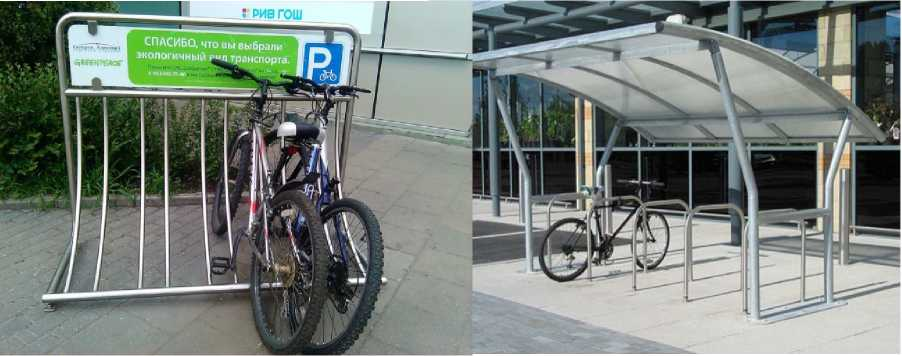 РИВ ГОШ
СПАСИБО, что вы выбрали
экологичный вид транспорта.
GREENPEACE
P